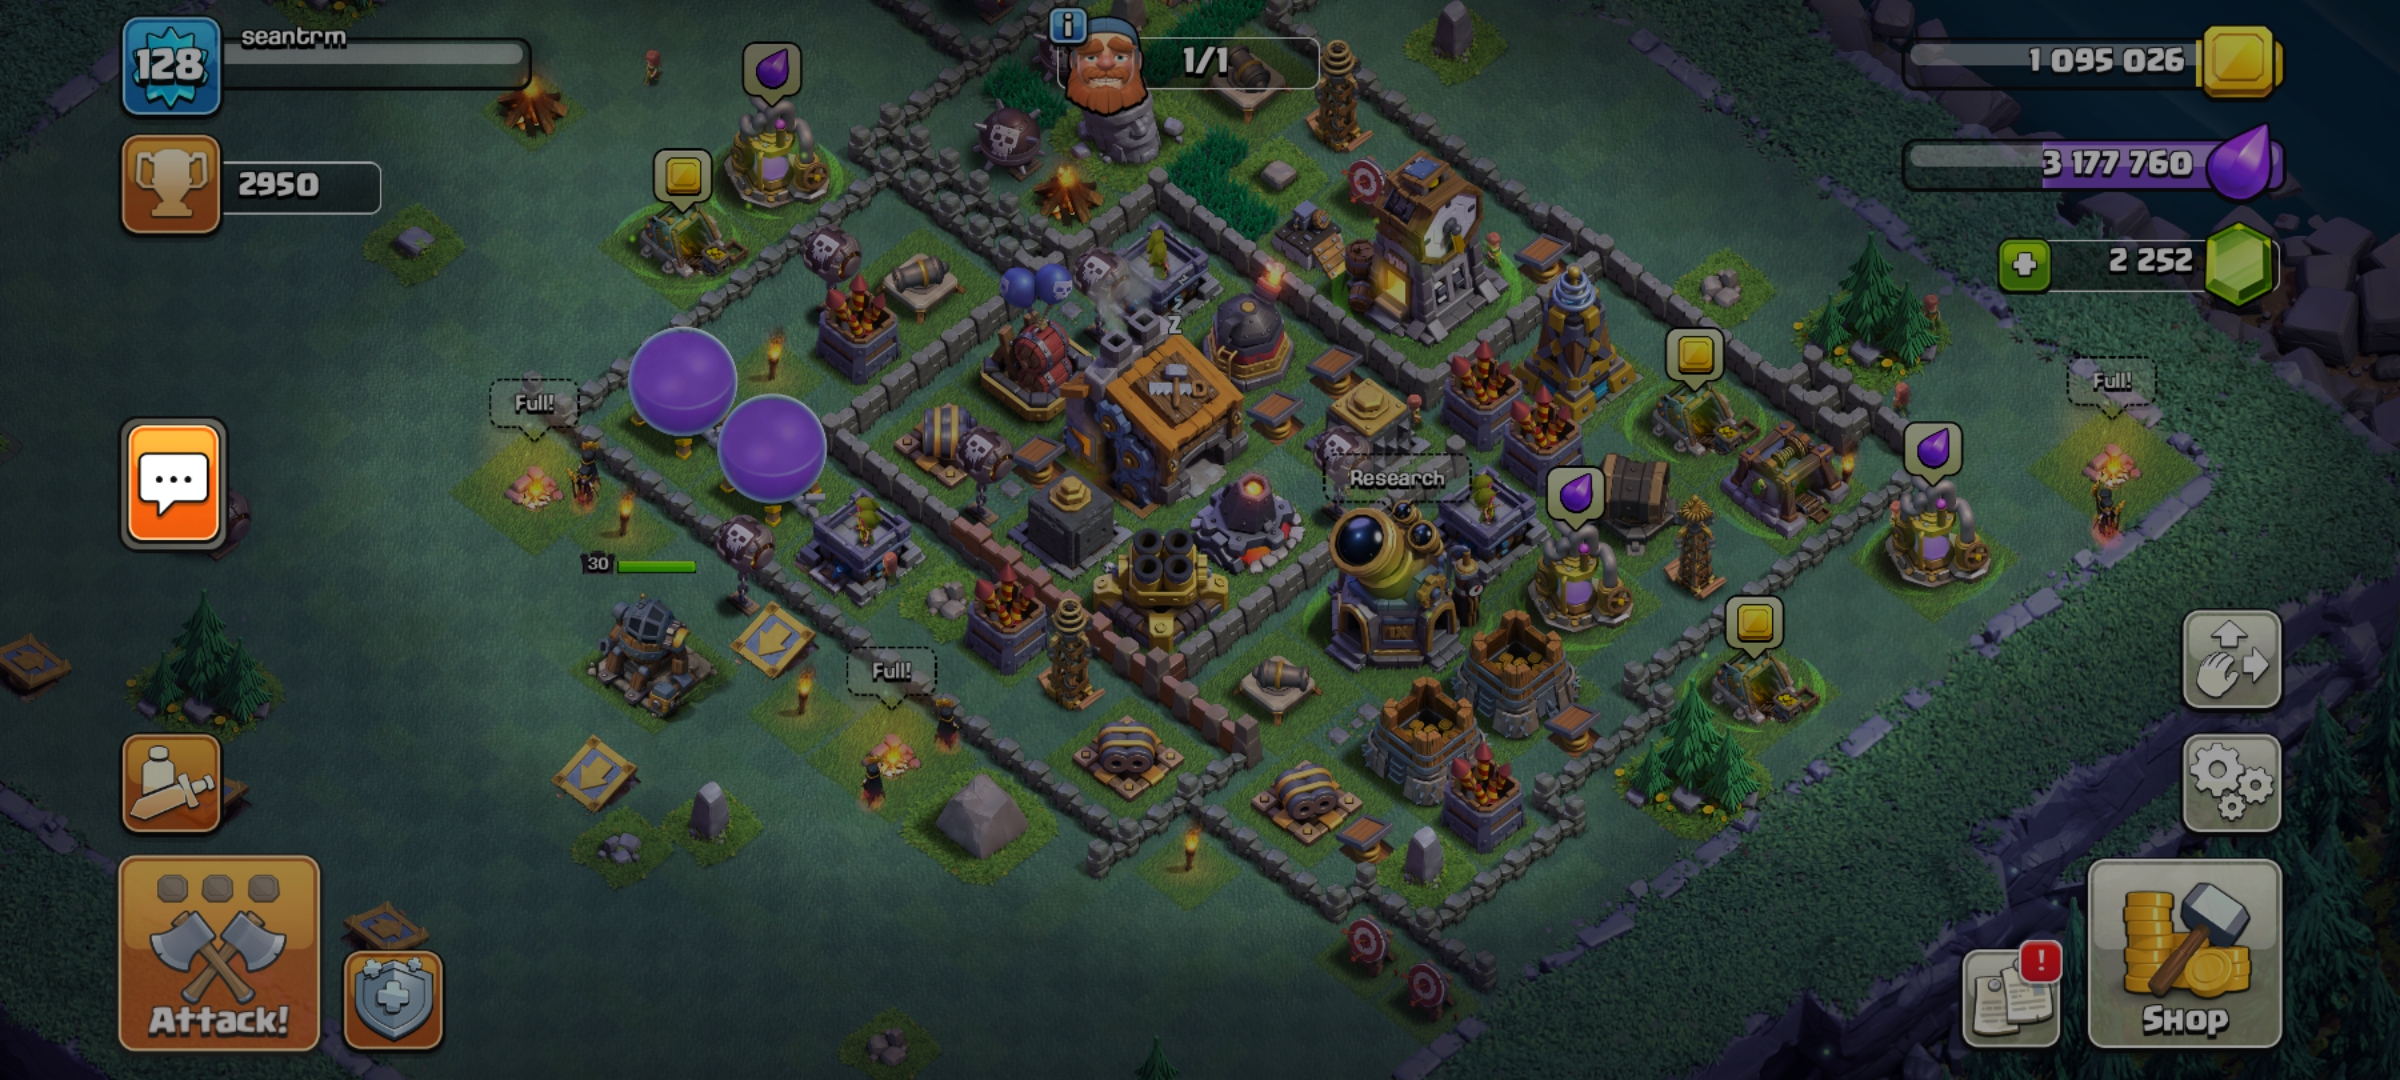 128
seantrm
1/1
1 095 026
2950
3 177 760
2 252
Full!
Full!
Research
30
Full!
Attack!
!
Shop